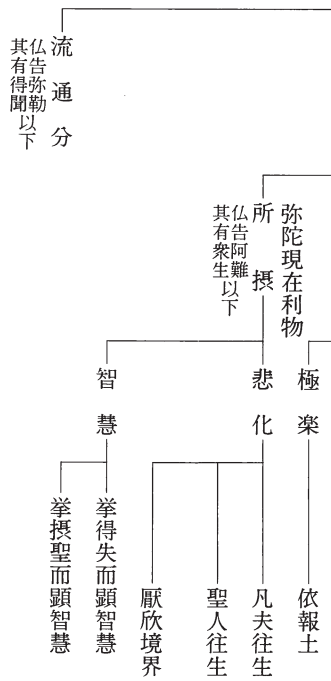 弥陀現在利物
所摂
仏告阿難以下
其有衆生
極楽
依報土
悲化
凡夫往生
聖人往生
厭欣境界
智慧
挙得失而顕智慧
挙摂聖而顕智慧
流通分
仏告弥勒以下
其有得聞